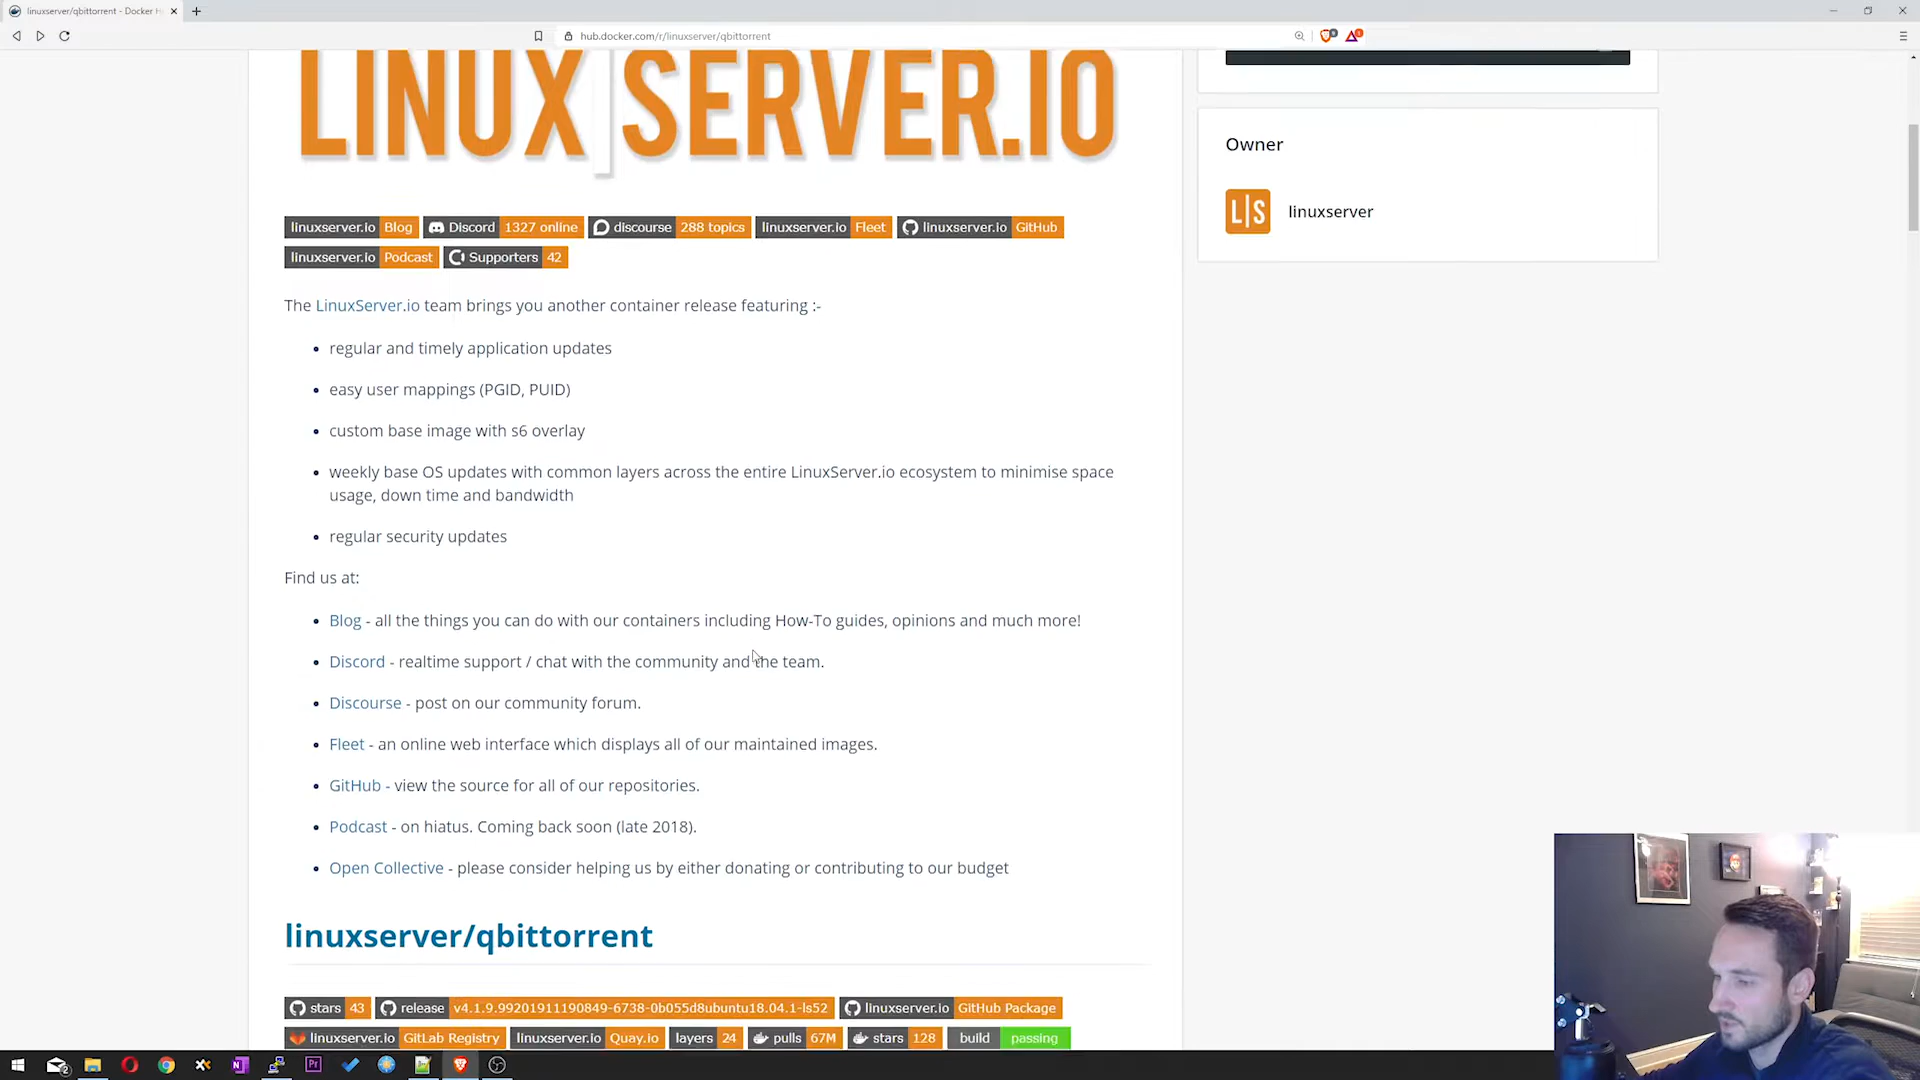 linuxserver/qbittorrent - Docker H
hub.docker.com/r/linuxserver/qbittorrent
LINUX SERVER.IO
linuxserver.io Blog Discord 1327 online discourse 288 topics linuxserver.io Fleet linuxserver.io GitHub
linuxserver.io Podcast Supporters 42
Owner
L|S linuxserver
The LinuxServer.io team brings you another container release featuring :-
• regular and timely application updates
• easy user mappings (PGID, PUID)
• custom base image with s6 overlay
• weekly base OS updates with common layers across the entire LinuxServer.io ecosystem to minimise space
usage, down time and bandwidth
• regular security updates
Find us at:
• Blog - all the things you can do with our containers including How-To guides, opinions and much more!
• Discord - realtime support / chat with the community and the team.
• Discourse - post on our community forum.
• Fleet - an online web interface which displays all of our maintained images.
• GitHub - view the source for all of our repositories.
• Podcast - on hiatus. Coming back soon (late 2018).
• Open Collective - please consider helping us by either donating or contributing to our budget
linuxserver/qbittorrent
stars 43 release v4.1.9.99201911190849-6738-0b055d8ubuntu18.04.1-ls52 linuxserver.io GitHub Package
linuxserver.io GitLab Registry linuxserver.io Quay.io layers 24 pulls 67M stars 128 build passing